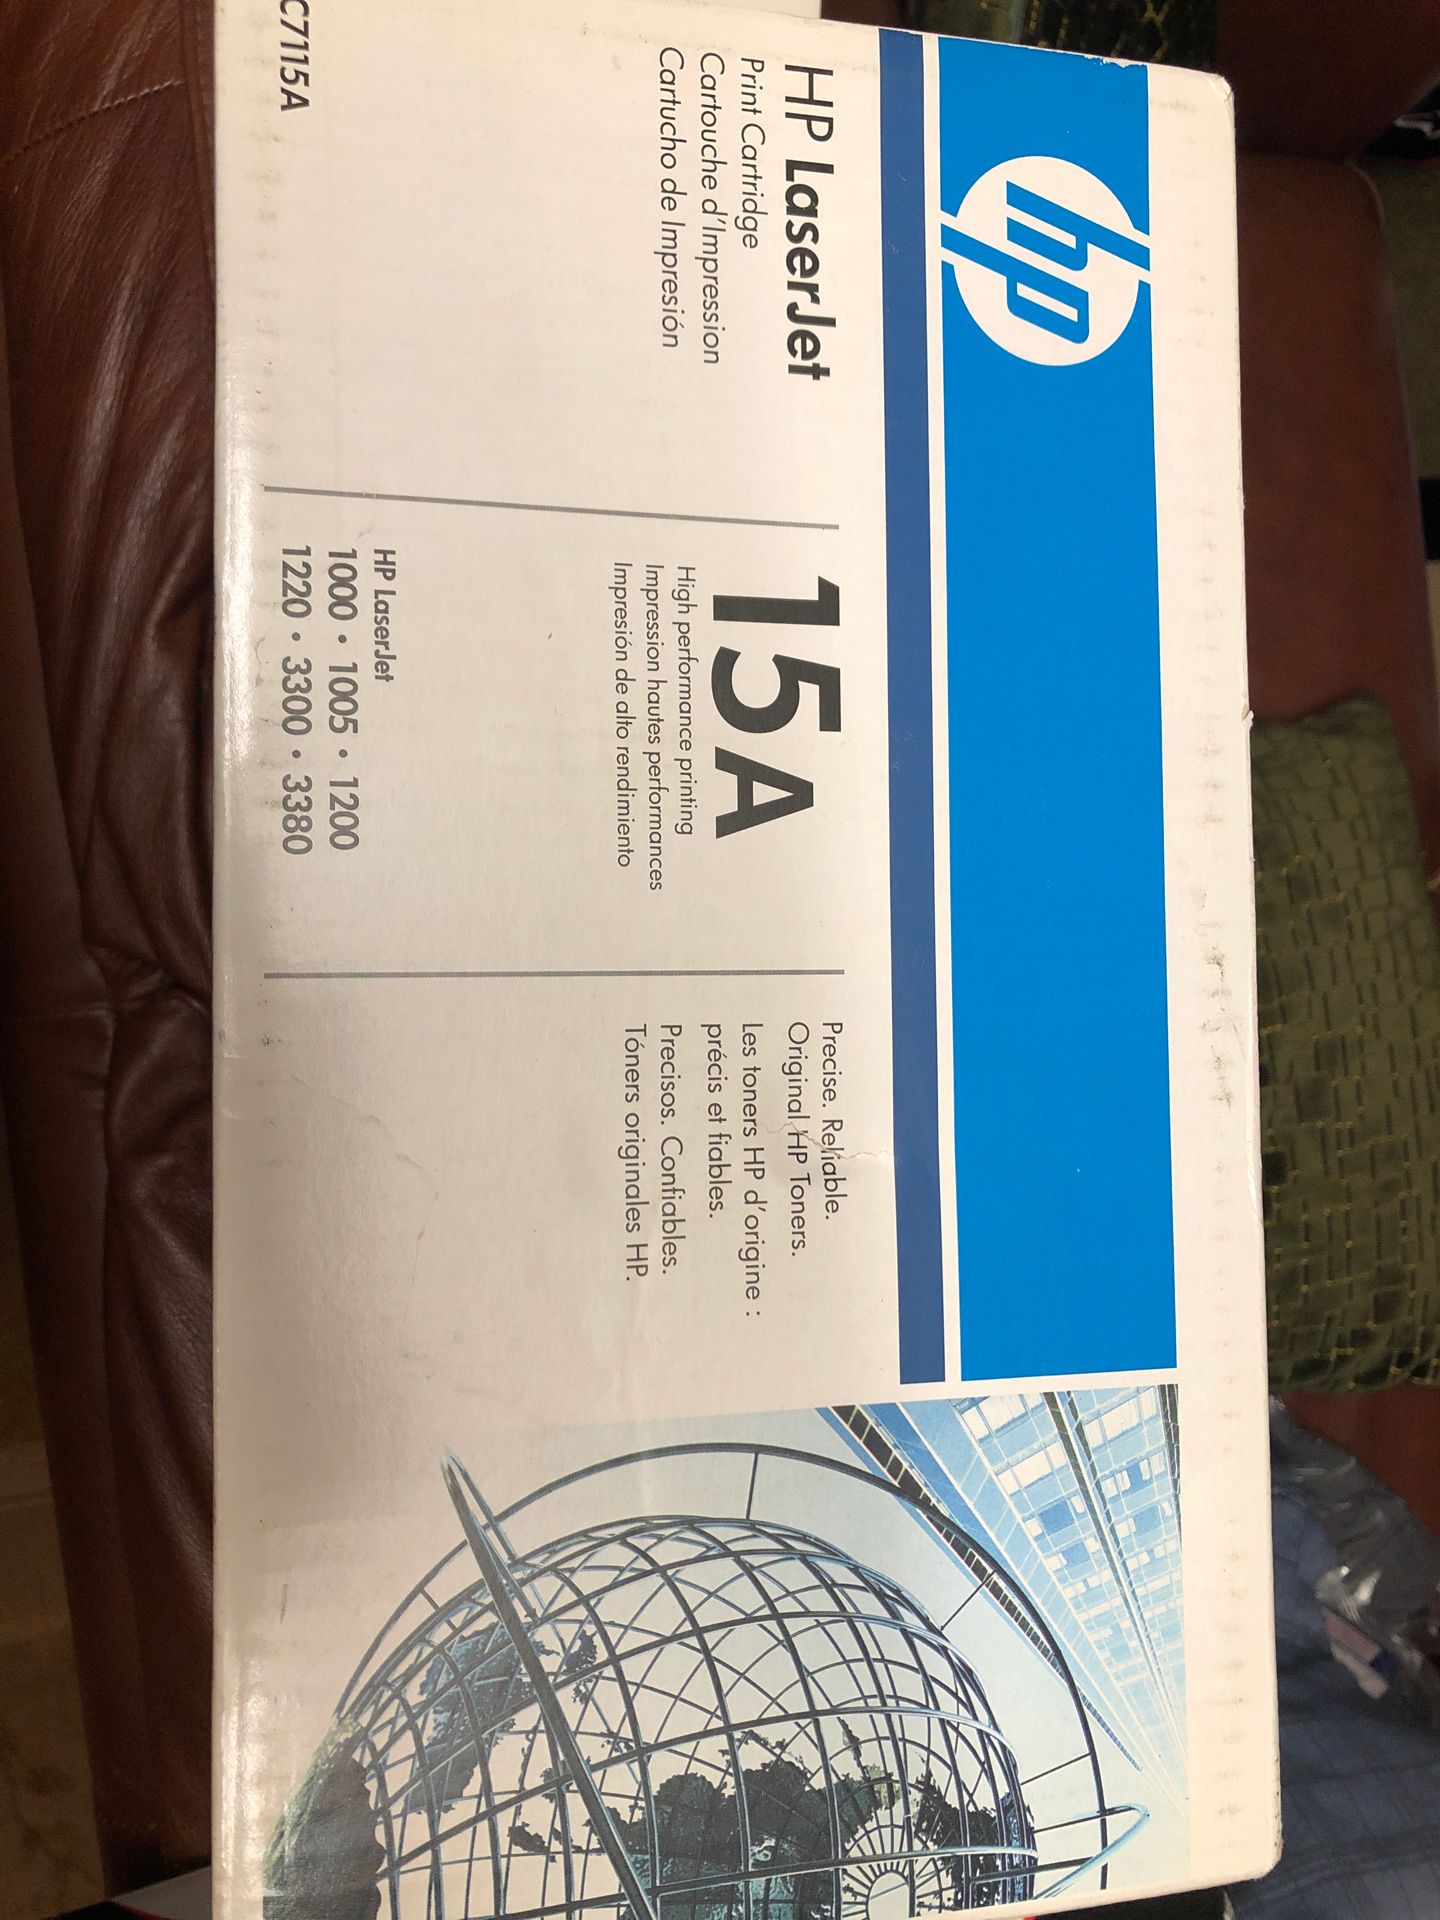 hp
HP LaserJet
Print Cartridge
Cartouche d'Impression
Cartucho de Impresión
C7115A
15A
High performance printing
Impression hautes performances
Impresión de alto rendimiento
HP LaserJet
1000 • 1005 • 1200
1220 • 3300 • 3380
Precise. Reliable.
Original HP Toners.
Les toners HP d'origine :
précis et fiables.
Precisos. Confiables.
Tóners originales HP.